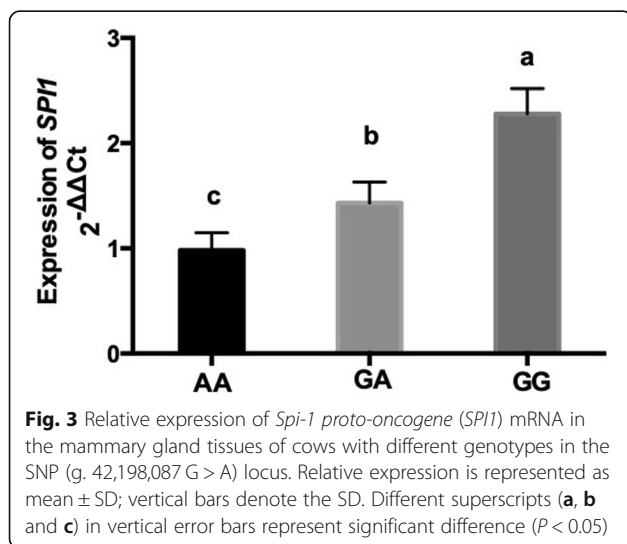 3
2
1
0
Expression of SPI1
2^-ΔΔCt
c
b
a
AA GA GG
Fig. 3 Relative expression of Spi-1 proto-oncogene (SPI1) mRNA in
the mammary gland tissues of cows with different genotypes in the
SNP (g. 42,198,087 G > A) locus. Relative expression is represented as
mean ± SD; vertical bars denote the SD. Different superscripts (a, b
and c) in vertical error bars represent significant difference (P < 0.05)